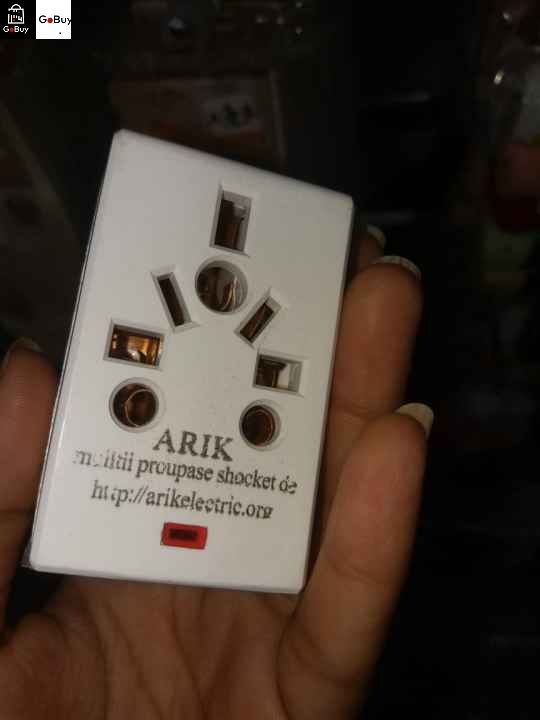 GoBuy
GoBuy
ARIK
multii proupase shocket de
http://arikelectric.org